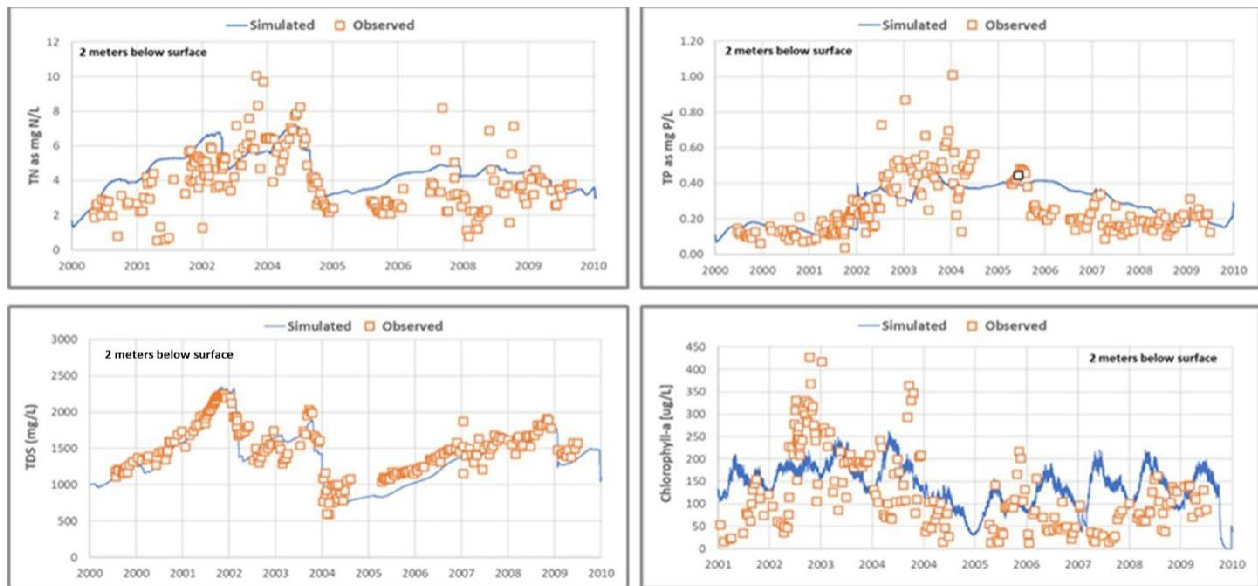 Simulated Observed
2 meters below surface
12
10
8
6
4
2
0
TN as mg N/L
2000 2001 2002 2004 2005 2006 2008 2009 2010
Simulated Observed
2 meters below surface
1.20
1.00
0.80
0.60
0.40
0.20
0.00
TP as mg P/L
2000 2000 2002 2003 2004 2005 2006 2007 2008 2009 2010
Simulated Observed
2 meters below surface
3000
2500
2000
1500
1000
500
0
TDS (mg/L)
2000 2000 2001 2002 2003 2004 2005 2006 2007 2008 2009 2010
Simulated Observed
2 meters below surface
450
400
350
300
250
200
150
100
50
0
Chlorophyll-a [ug/L]
2001 2002 2002 2004 2004 2005 2006 2007 2008 2009 2010